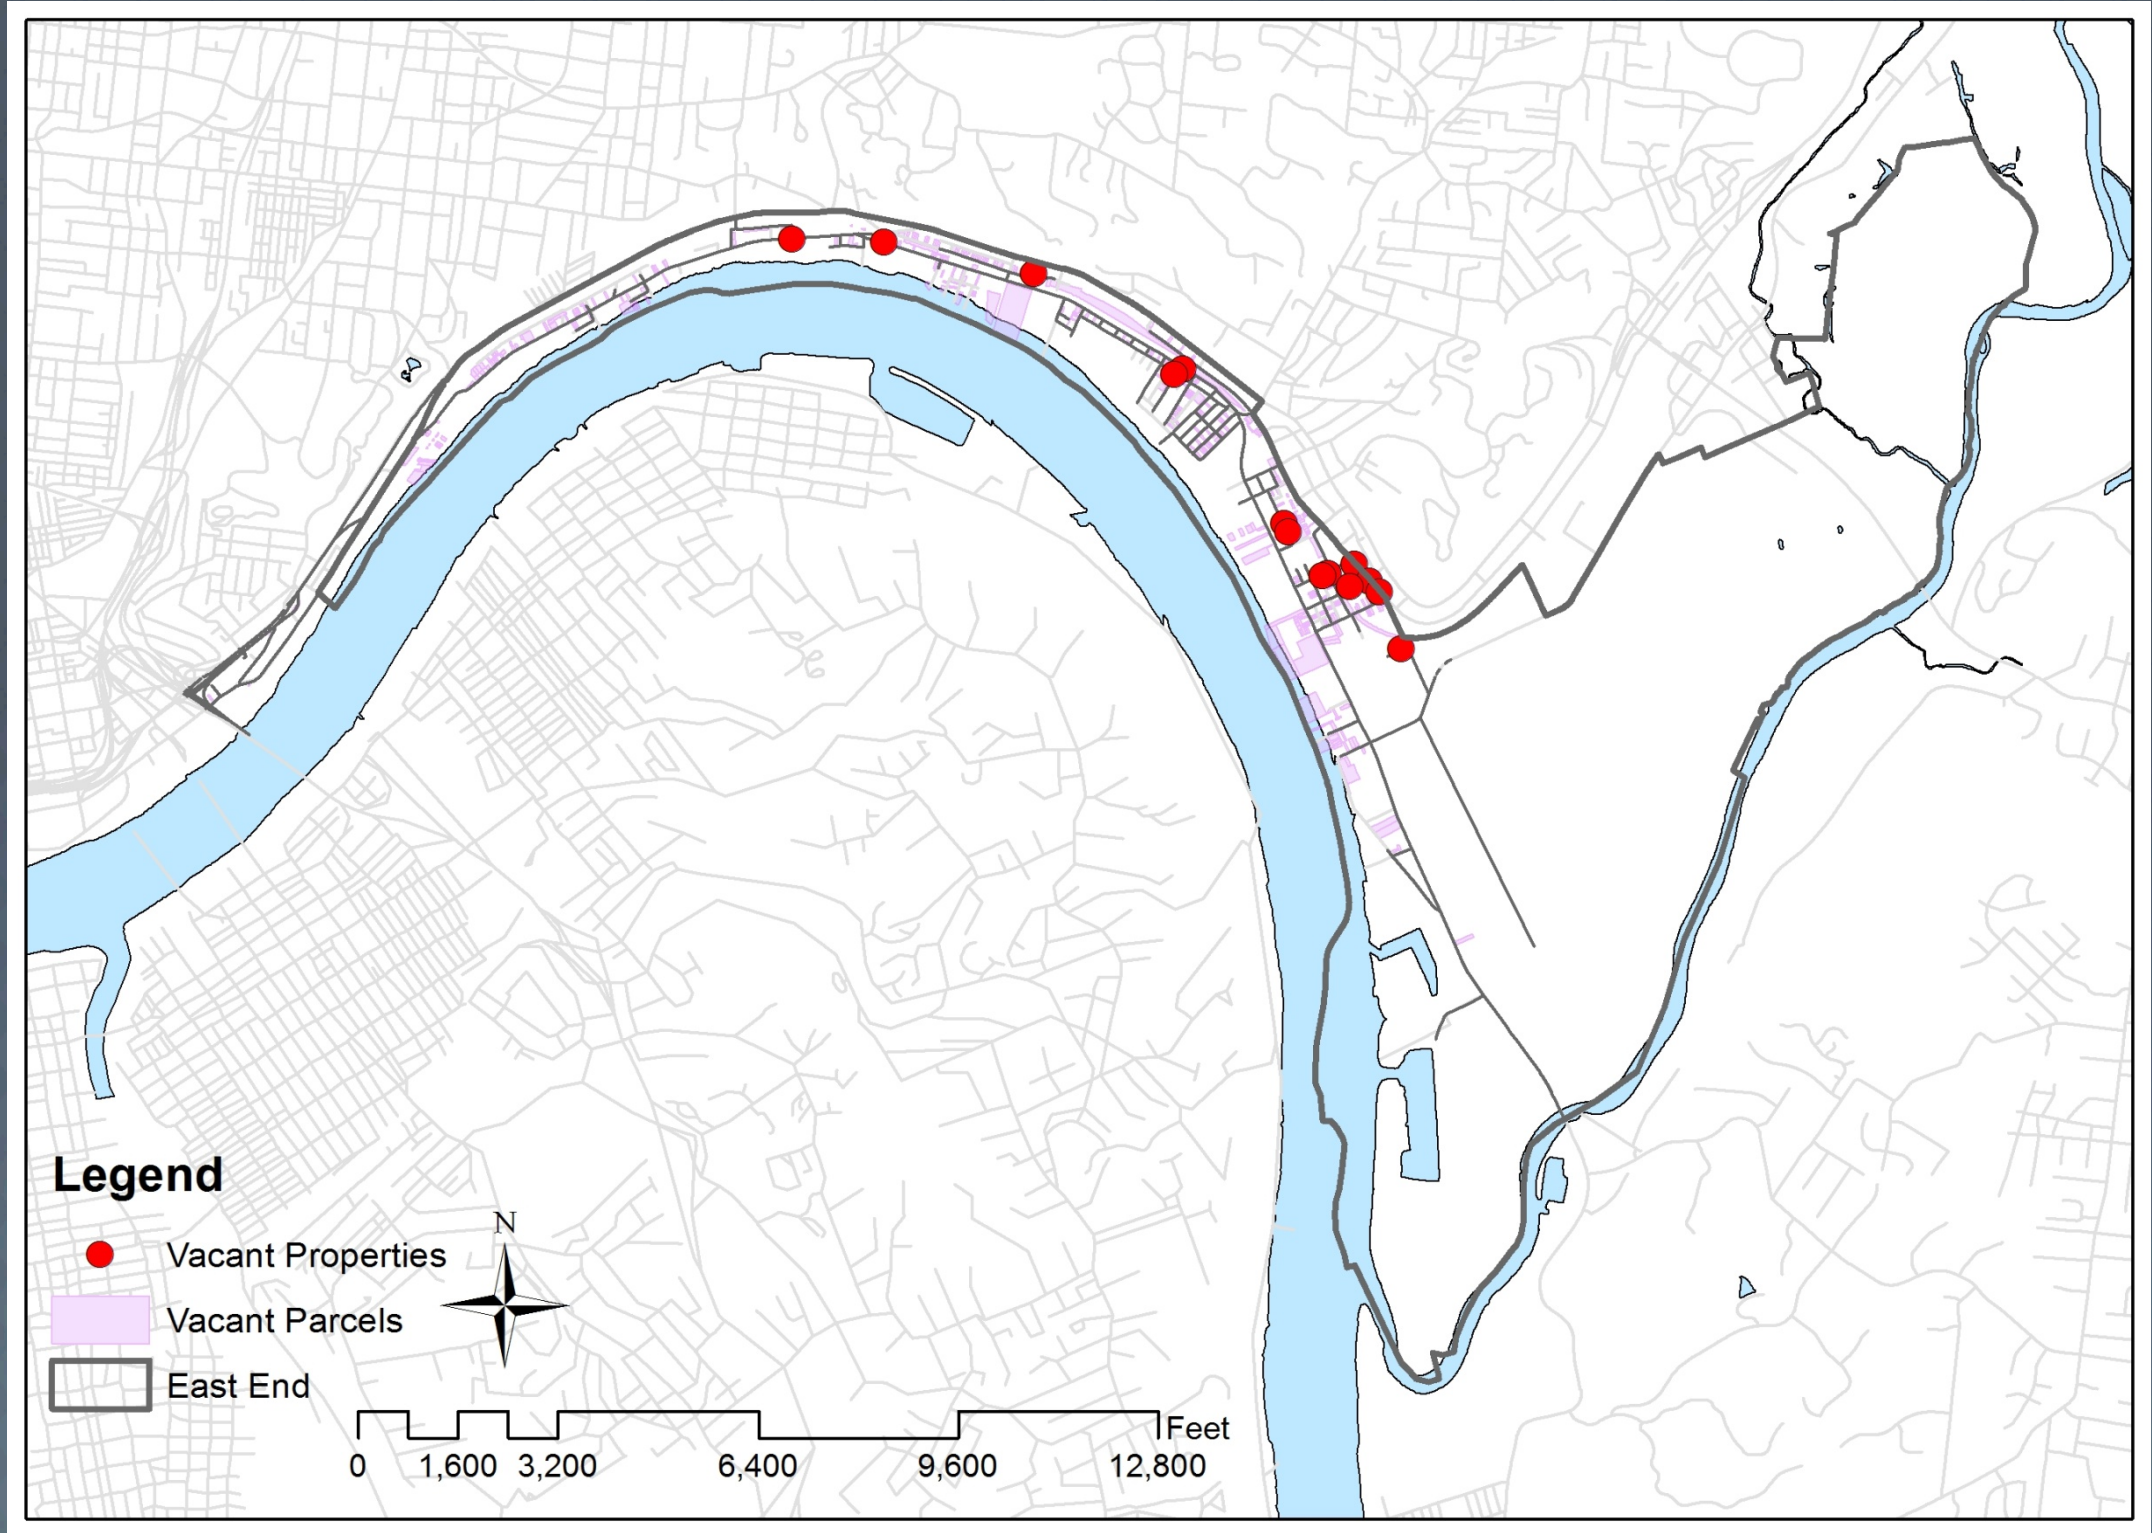 Legend
Vacant Properties
Vacant Parcels
East End
N
Feet
0 1,600 3,200 6,400 9,600 12,800